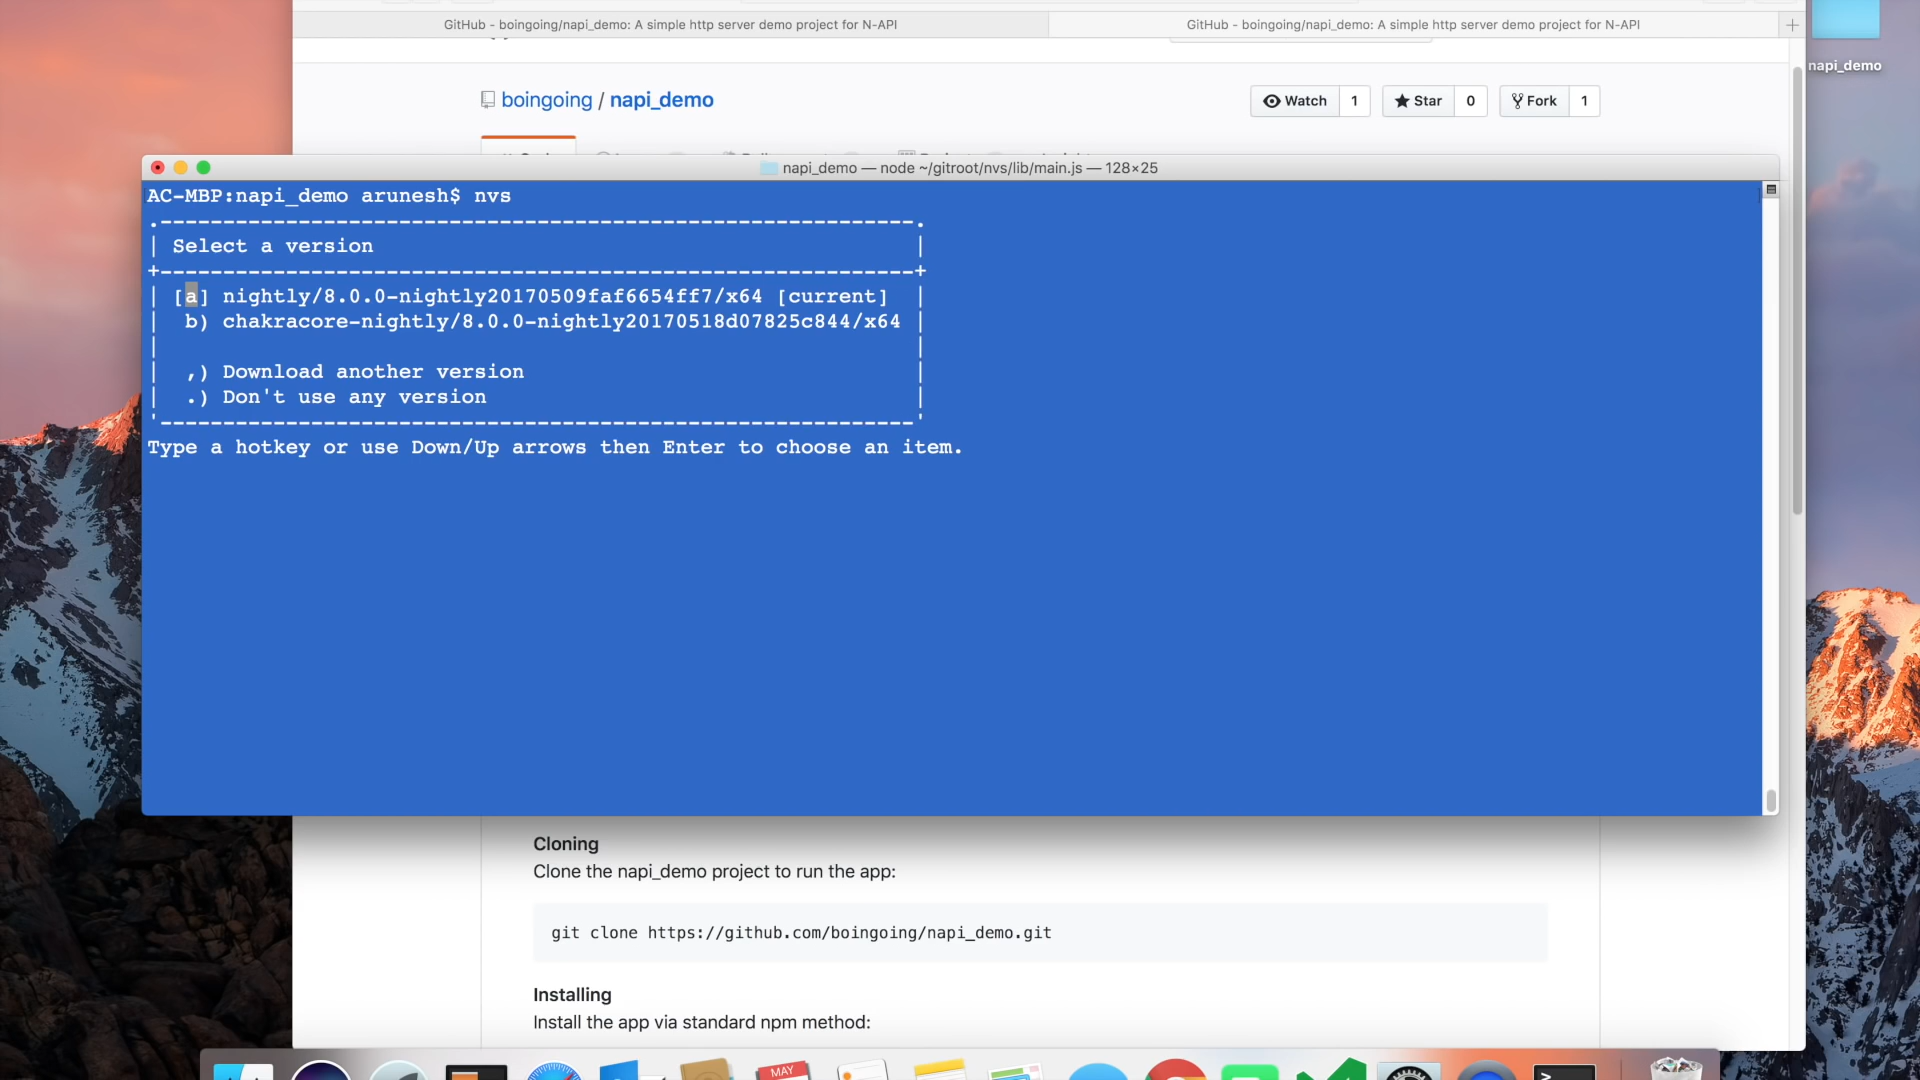 GitHub - boingoing/napi_demo: A simple http server demo project for N-API
GitHub - boingoing/napi_demo: A simple http server demo project for N-API
napi_demo
boingoing / napi_demo
Watch 1
Star 0
Fork 1
napi_demo — node ~/gitroot/nvs/lib/main.js — 128×25
AC-MBP:napi_demo arunesh$ nvs
Select a version
[a] nightly/8.0.0-nightly20170509faf6654ff7/x64 [current]
b) chakracore-nightly/8.0.0-nightly20170518d07825c844/x64
,) Download another version
.) Don't use any version
Type a hotkey or use Down/Up arrows then Enter to choose an item.
Cloning
Clone the napi_demo project to run the app:
git clone https://github.com/boingoing/napi_demo.git
Installing
Install the app via standard npm method:
MAY